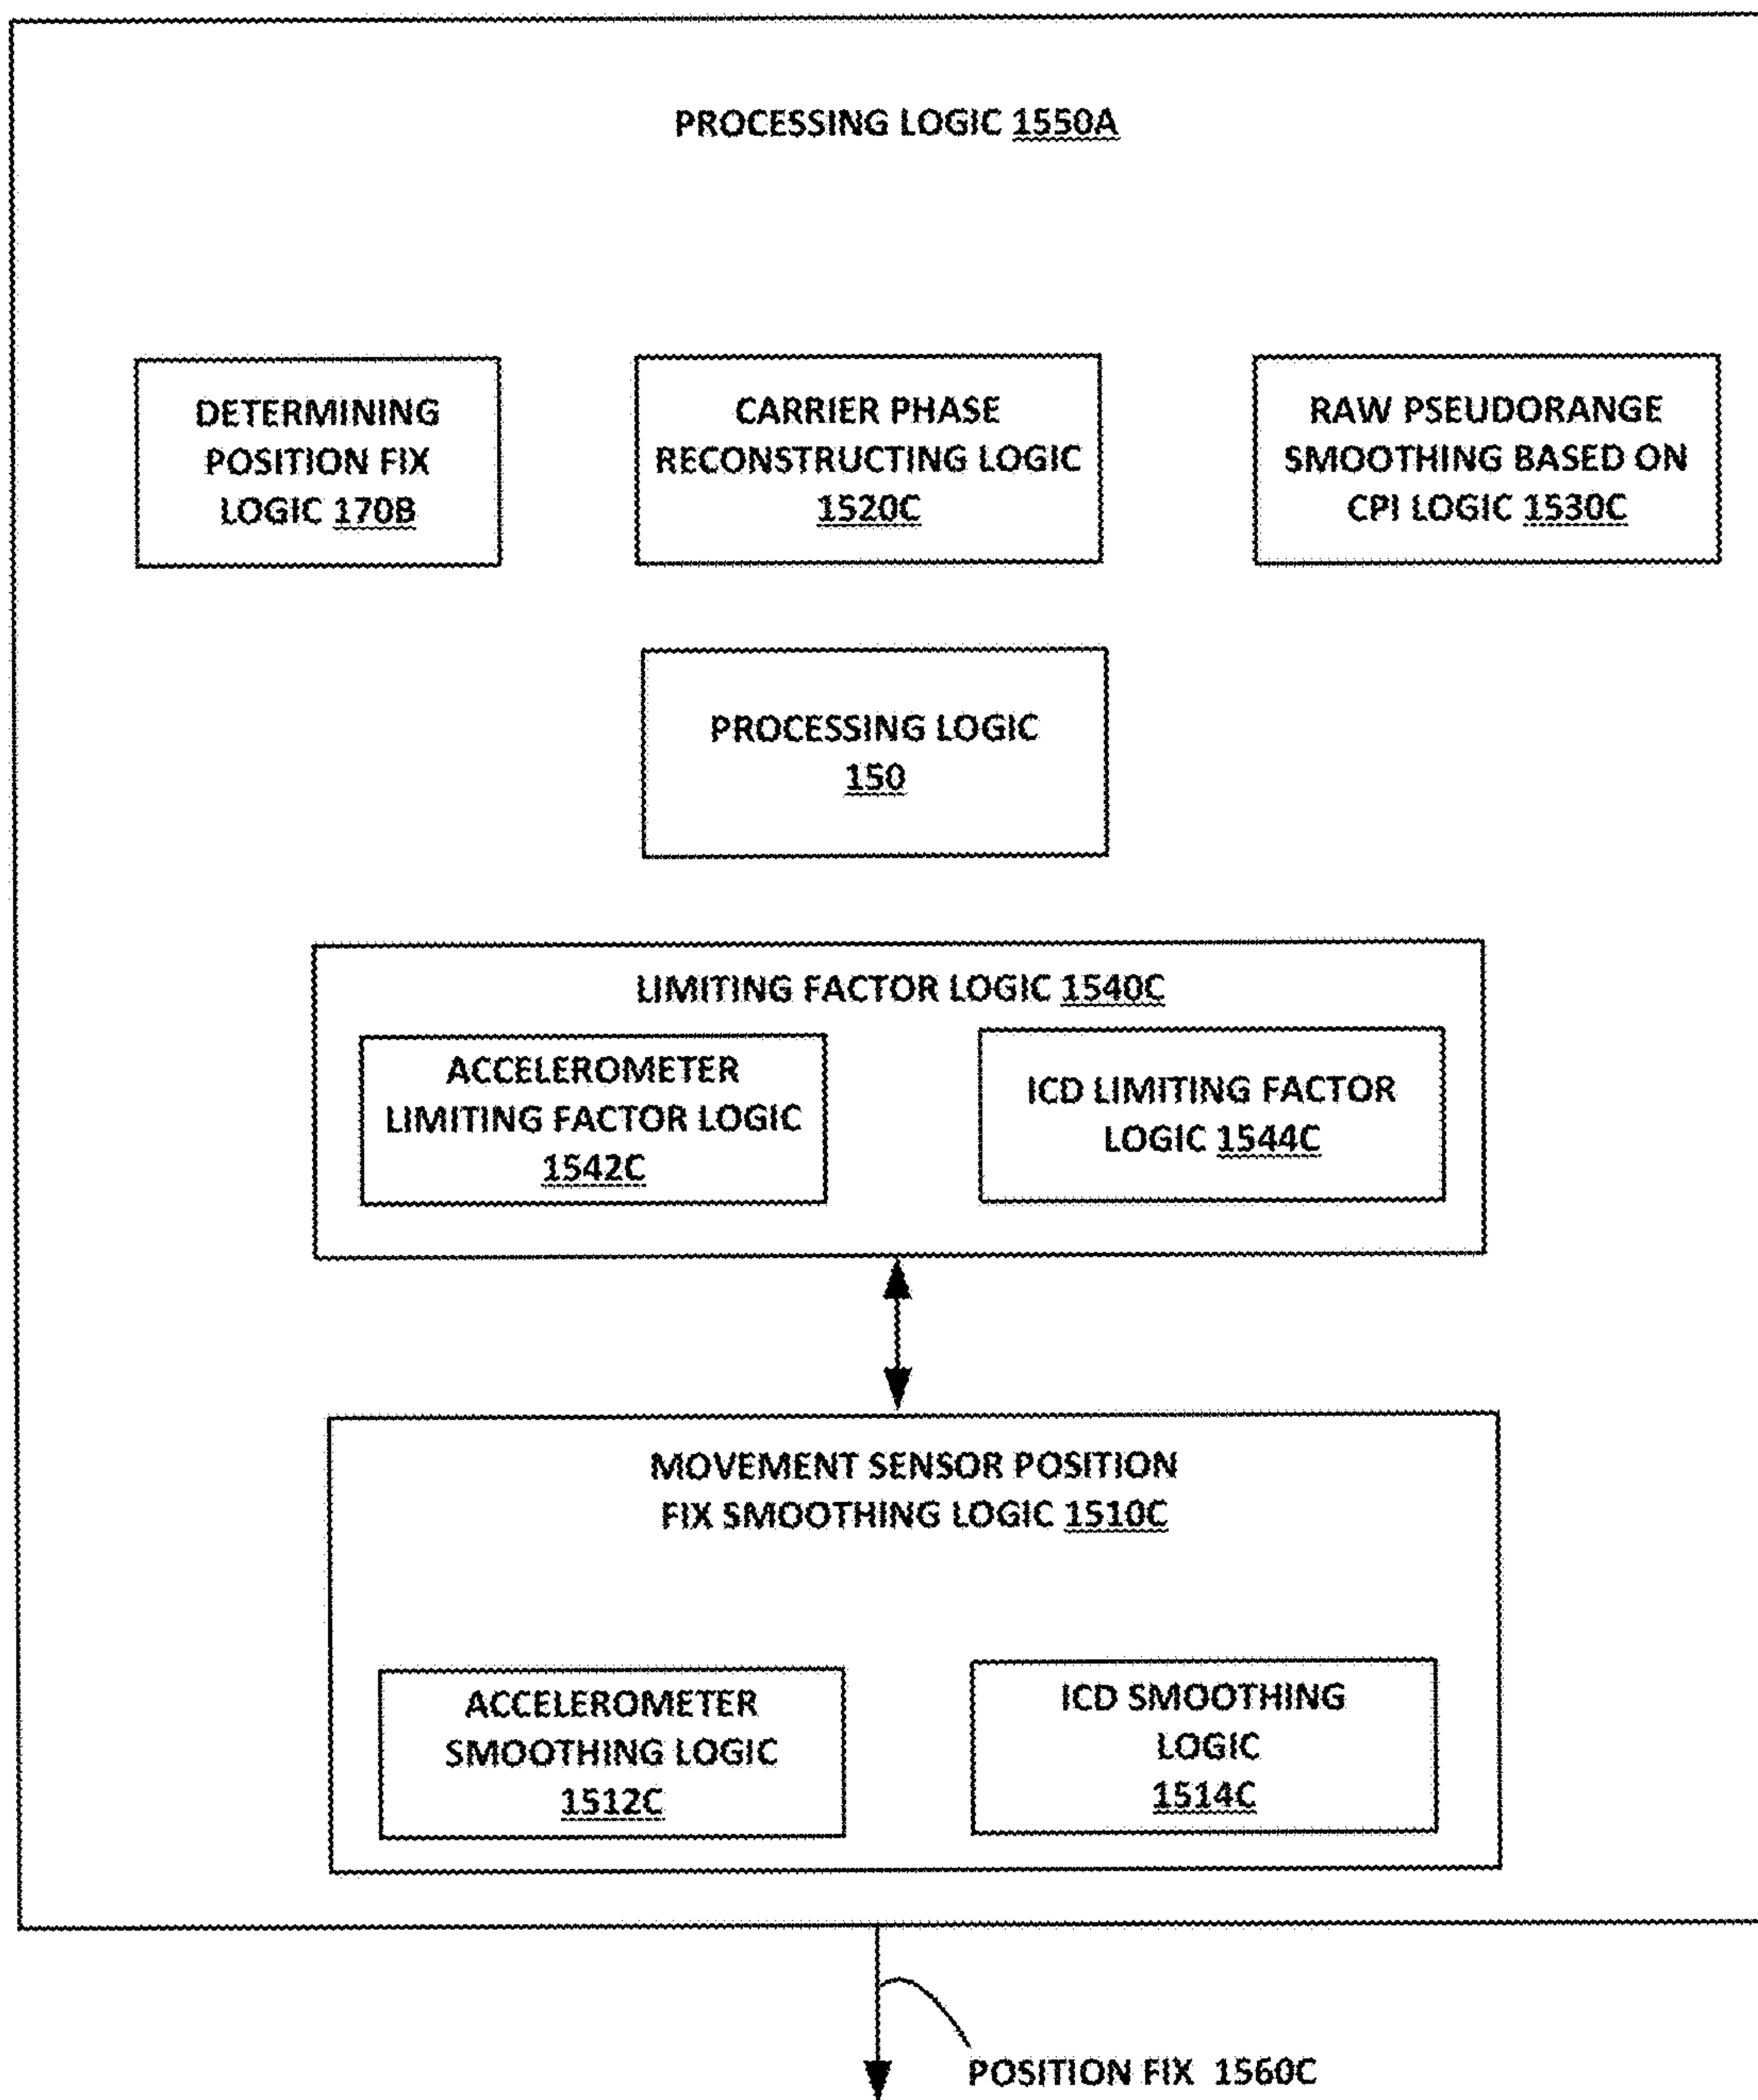 PROCESSING LOGIC 1550A
DETERMINING
POSITION FIX
LOGIC 170B
CARRIER PHASE
RECONSTRUCTING LOGIC
1520C
RAW PSEUDORANGE
SMOOTHING BASED ON
CPI LOGIC 1530C
PROCESSING LOGIC
150
LIMITING FACTOR LOGIC 1540C
ACCELEROMETER
LIMITING FACTOR LOGIC
1542C
ICD LIMITING FACTOR
LOGIC 1544C
MOVEMENT SENSOR POSITION
FIX SMOOTHING LOGIC 1510C
ACCELEROMETER
SMOOTHING LOGIC
1512C
ICD SMOOTHING
LOGIC
1514C
POSITION FIX 1560C